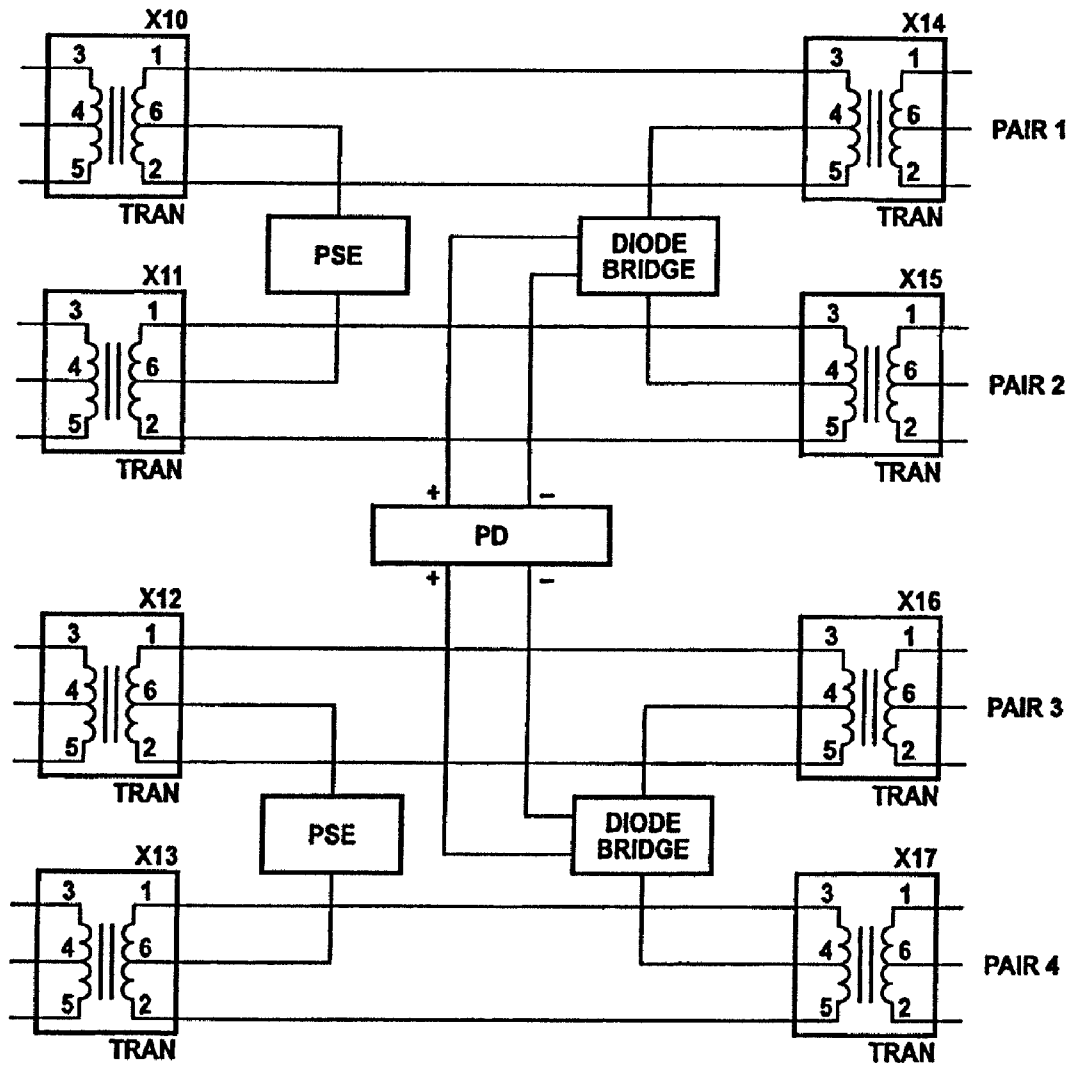 X10
X14
3 1
3 1
4 6
4 6
PAIR 1
5 2
5 2
TRAN
TRAN
PSE
DIODE
BRIDGE
X11
X15
3 1
3 1
4 6
4 6
PAIR 2
5 2
5 2
TRAN
TRAN
+ –
PD
+ –
X12
X16
3 1
3 1
4 6
4 6
PAIR 3
5 2
5 2
TRAN
TRAN
PSE
DIODE
BRIDGE
X13
X17
3 1
3 1
4 6
4 6
PAIR 4
5 2
5 2
TRAN
TRAN